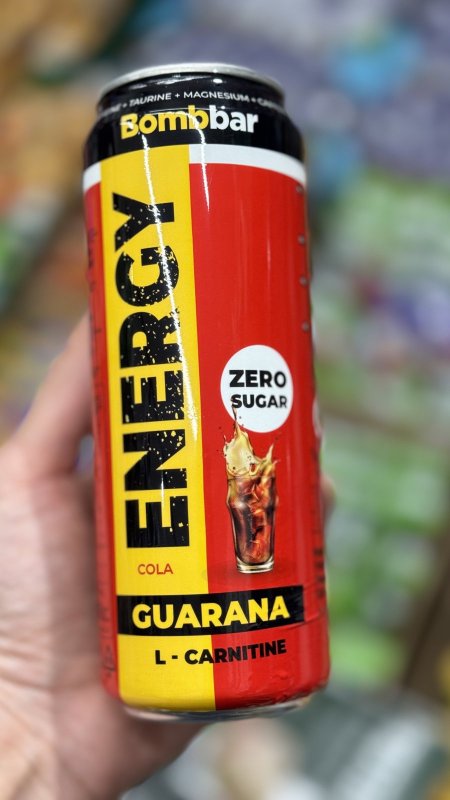 + TAURINE + MAGNESIUM +
Bombbar
ENERGY
ZERO
SUGAR
COLA
GUARANA
L - CARNITINE